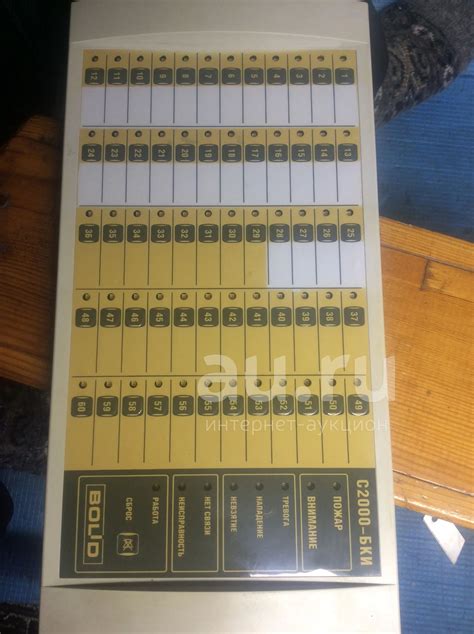 1 13 25 37 49
2 14 26 38 50
3 15 27 39 51
4 16 28 40 52
5 17 29 41 53
6 18 30 42 54
7 19 31 43 55
8 20 32 44 56
9 21 33 45 57
10 22 34 46 58
11 23 35 47 59
12 24 36 48 60
С2000-БКИ
ПОЖАР
ВНИМАНИЕ
ТРЕВОГА
НАПАДЕНИЕ
НЕВЗЯТИЕ
НЕТ СВЯЗИ
НЕИСПРАВНОСТЬ
РАБОТА
СБРОС
BOLID
au.ru
интернет-аукцион